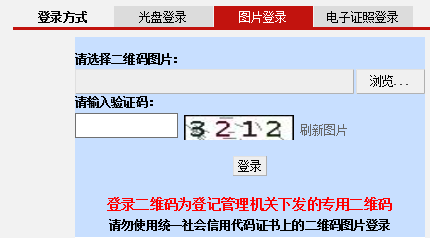 登录方式 光盘登录 图片登录 电子证照登录
请选择二维码图片：
浏览...
请输入验证码：
3212 刷新图片
登录
登录二维码为登记管理机关下发的专用二维码
请勿使用统一社会信用代码证书上的二维码图片登录